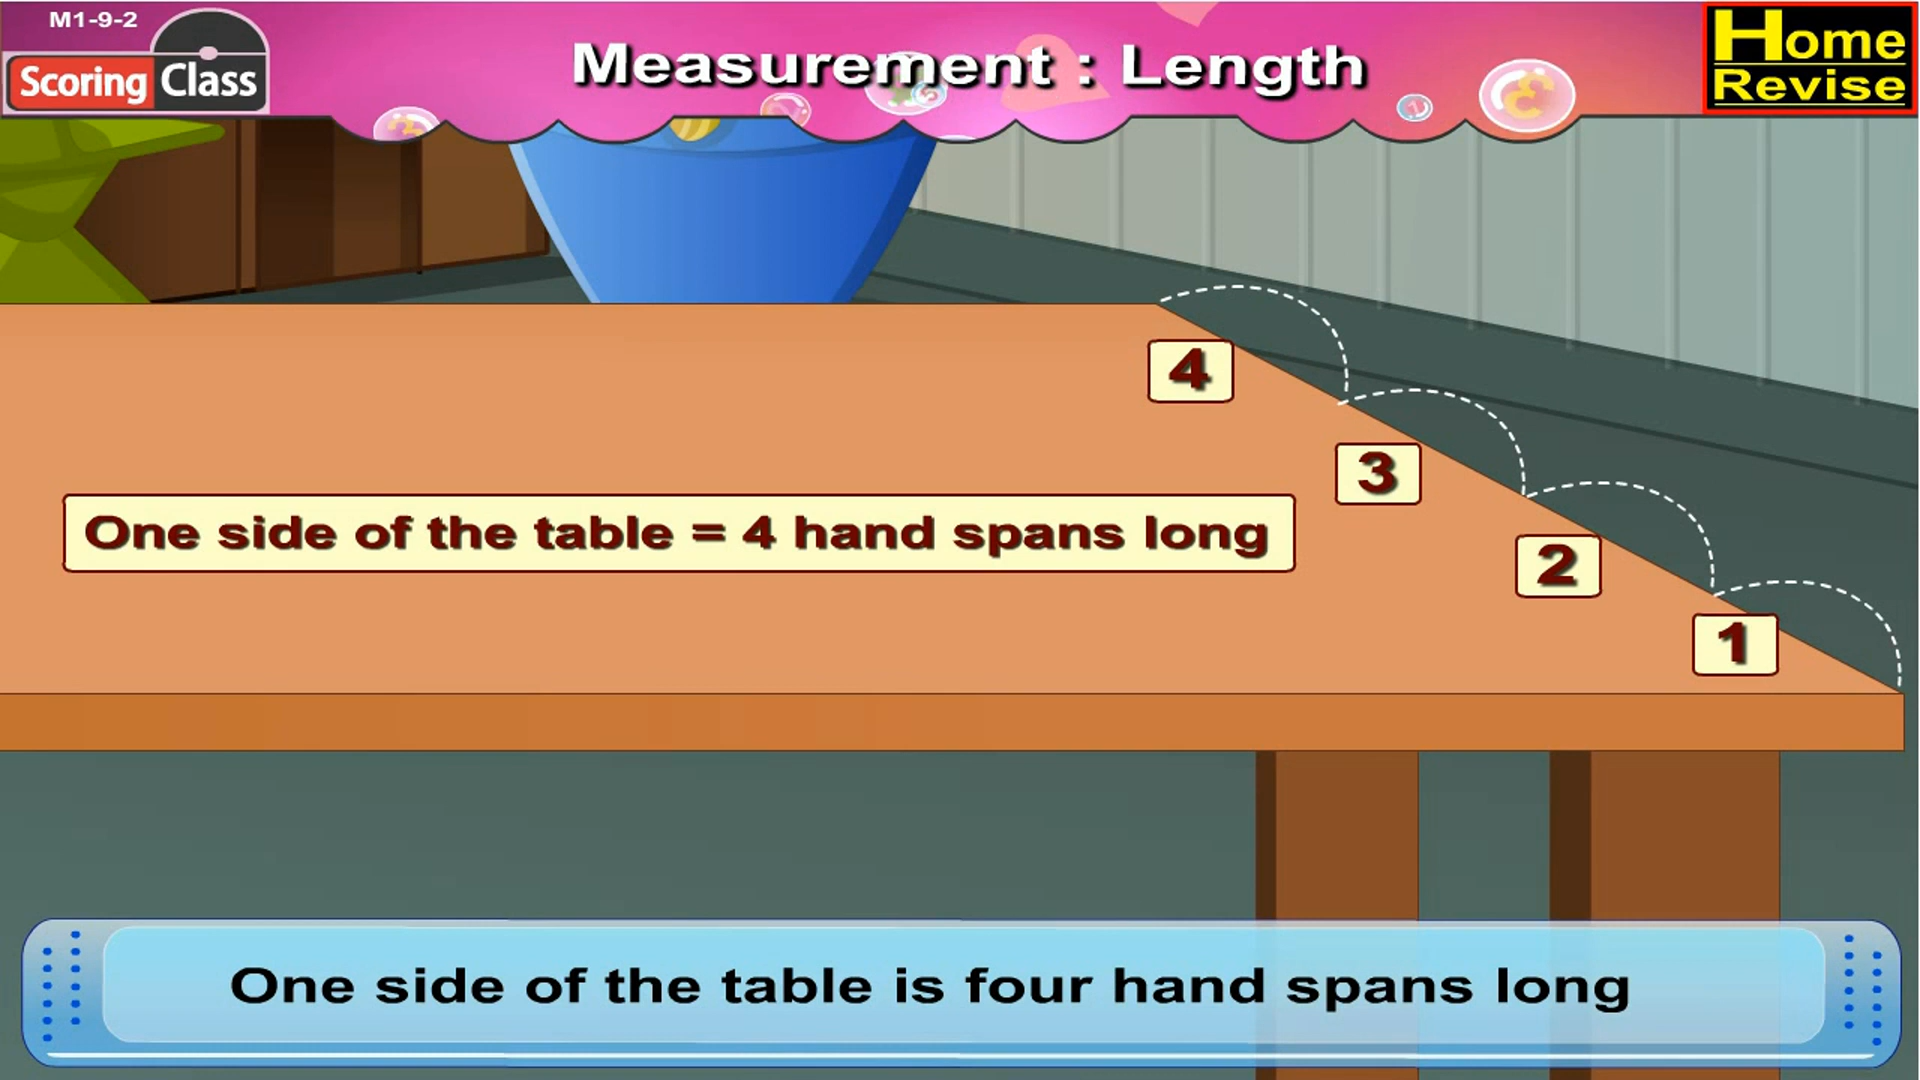 M1-9-2
Scoring Class
Measurement : Length
Home
Revise
4
3
One side of the table = 4 hand spans long
2
1
One side of the table is four hand spans long